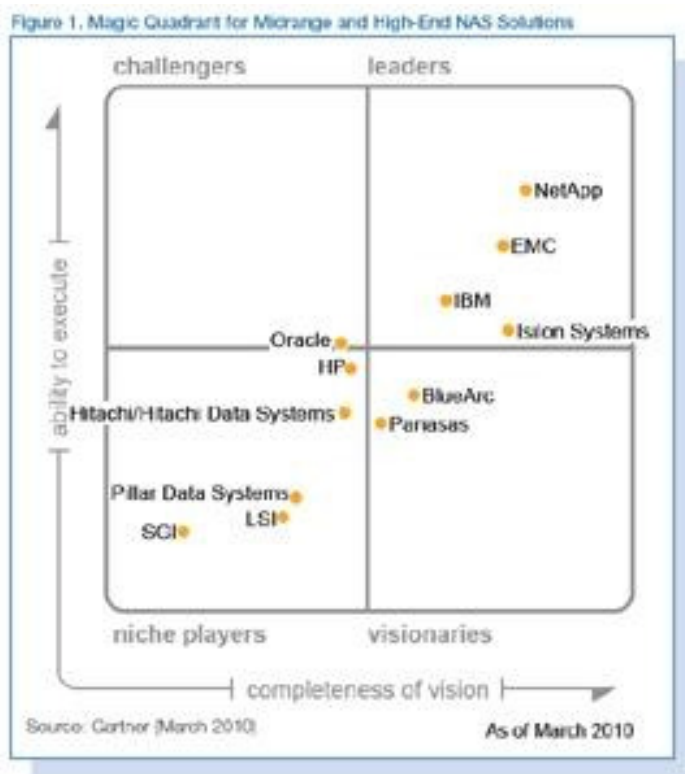 Figure 1. Magic Quadrant for Midrange and High-End NAS Solutions
challengers
leaders
NetApp
EMC
IBM
Isilon Systems
Oracle
HP
BlueArc
Hitachi/Hitachi Data Systems
Panasas
Pillar Data Systems
LSI
SGI
ability to execute
niche players
visionaries
completeness of vision
Source: Gartner (March 2010)
As of March 2010